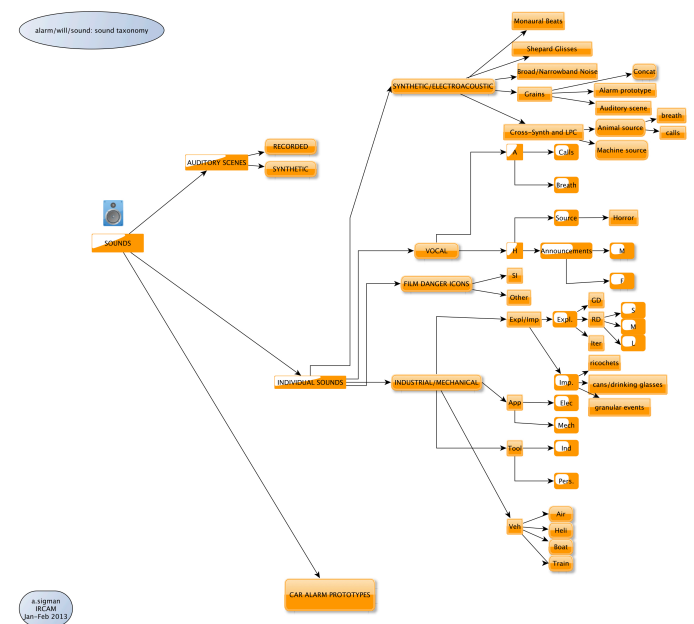 alarm/will/sound: sound taxonomy
Monaural Beats
Shepard Glisses
Broad/Narrowband Noise
Concat
SYNTHETIC/ELECTROACOUSTIC
Grains
Alarm prototype
Auditory scene
breath
Cross-Synth and LPC
Animal source
calls
Machine source
RECORDED
AUDITORY SCENES
SYNTHETIC
A
Calls
Breath
SOUNDS
Source
Horror
VOCAL
H
Announcements
M
F
FILM DANGER ICONS
SI
Other
GD
Expl/Imp
Expl.
RD
S
M
L
iter
ricochets
INDIVIDUAL SOUNDS
INDUSTRIAL/MECHANICAL
Imp.
cans/drinking glasses
granular events
App
Elec
Mech
Tool
Ind
Pers.
Veh
Air
Heli
Boat
Train
CAR ALARM PROTOTYPES
a.sigman
IRCAM
Jan-Feb 2013